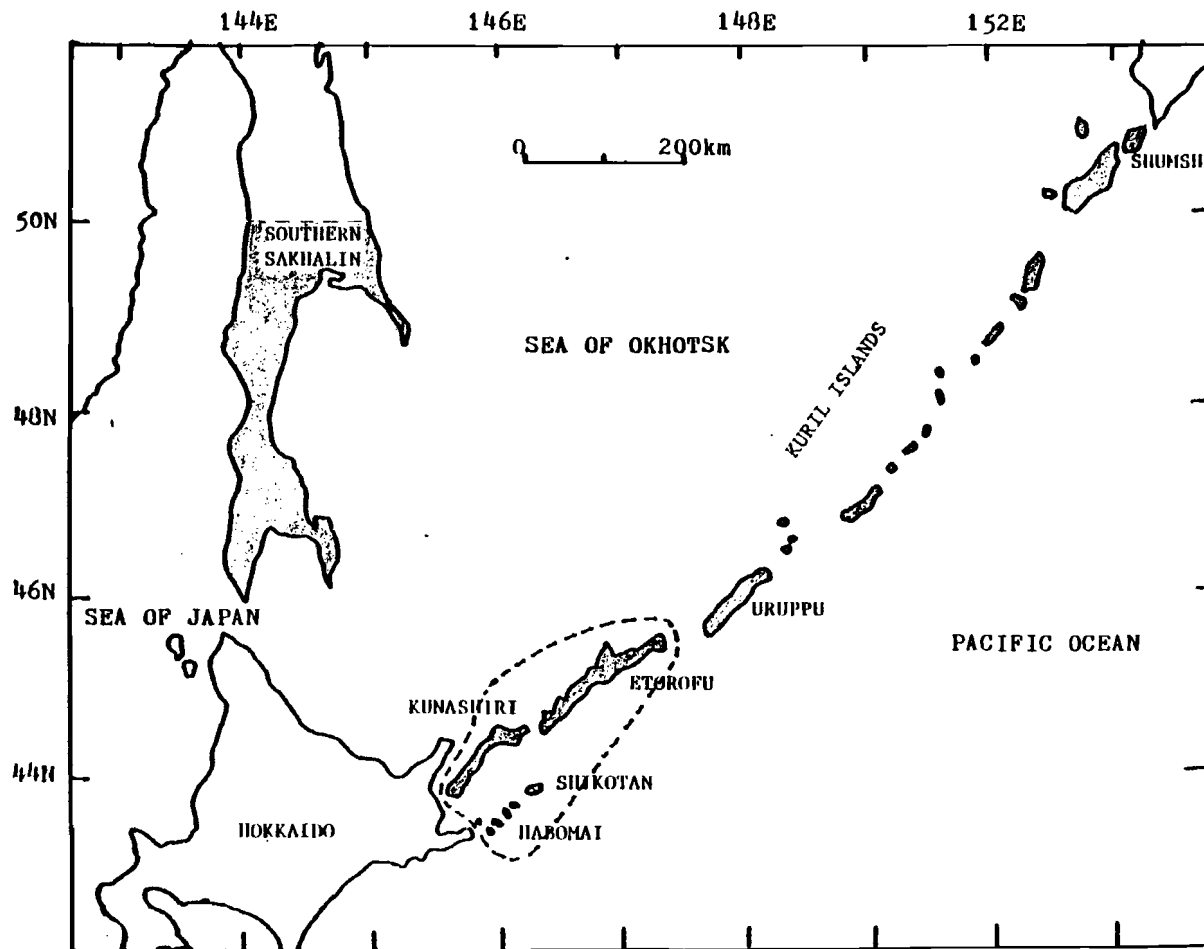 144E 146E 148E 152E
0 200km
SHUMSH
50N
SOUTHERN
SAKHALIN
SEA OF OKHOTSK
KURIL ISLANDS
48N
46N
SEA OF JAPAN
URUPPU
PACIFIC OCEAN
ETOROFU
KUNASHIRI
44N
SHIKOTAN
HOKKAIDO
HABOMAI